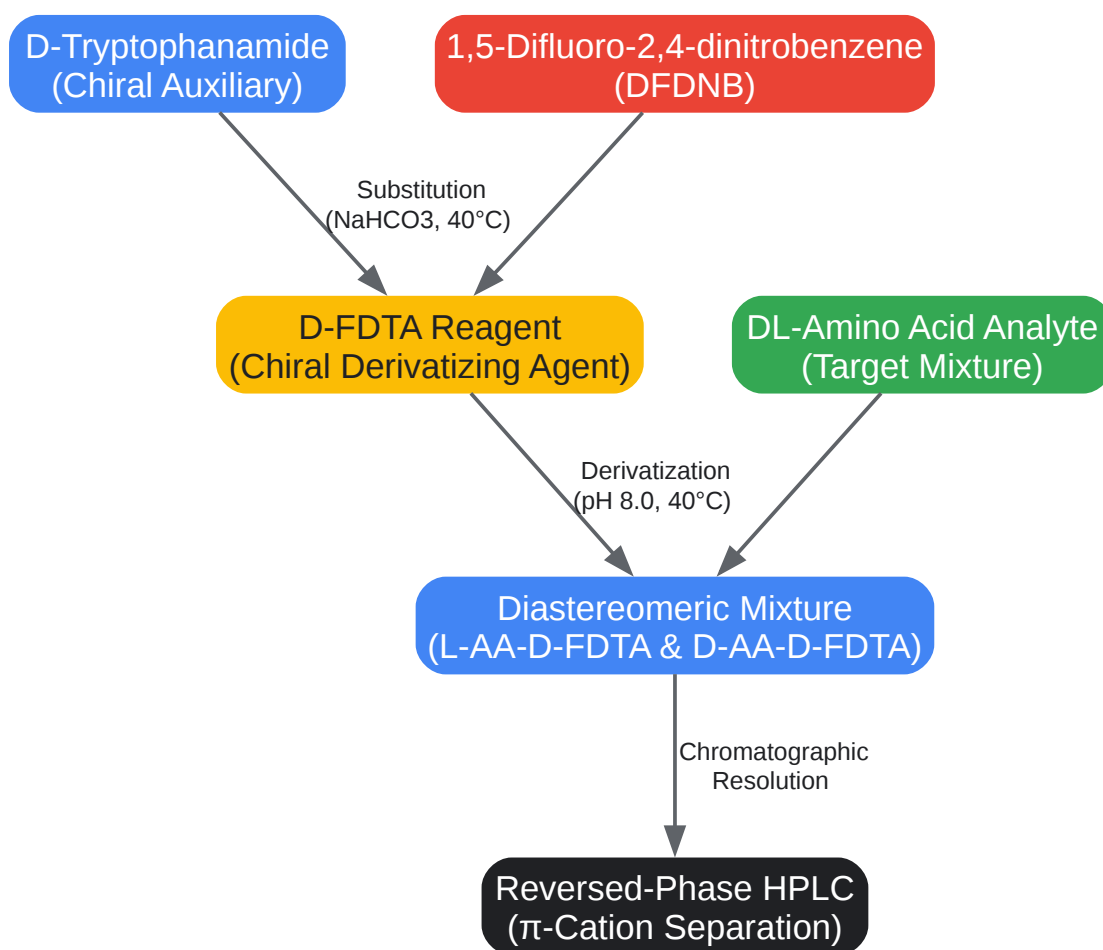 D-Tryptophanamide
(Chiral Auxiliary)
1,5-Difluoro-2,4-dinitrobenzene
(DFDNB)
Substitution
(NaHCO3, 40°C)
D-FDTA Reagent
(Chiral Derivatizing Agent)
DL-Amino Acid Analyte
(Target Mixture)
Derivatization
(pH 8.0, 40°C)
Diastereomeric Mixture
(L-AA-D-FDTA & D-AA-D-FDTA)
Chromatographic
Resolution
Reversed-Phase HPLC
(π-Cation Separation)